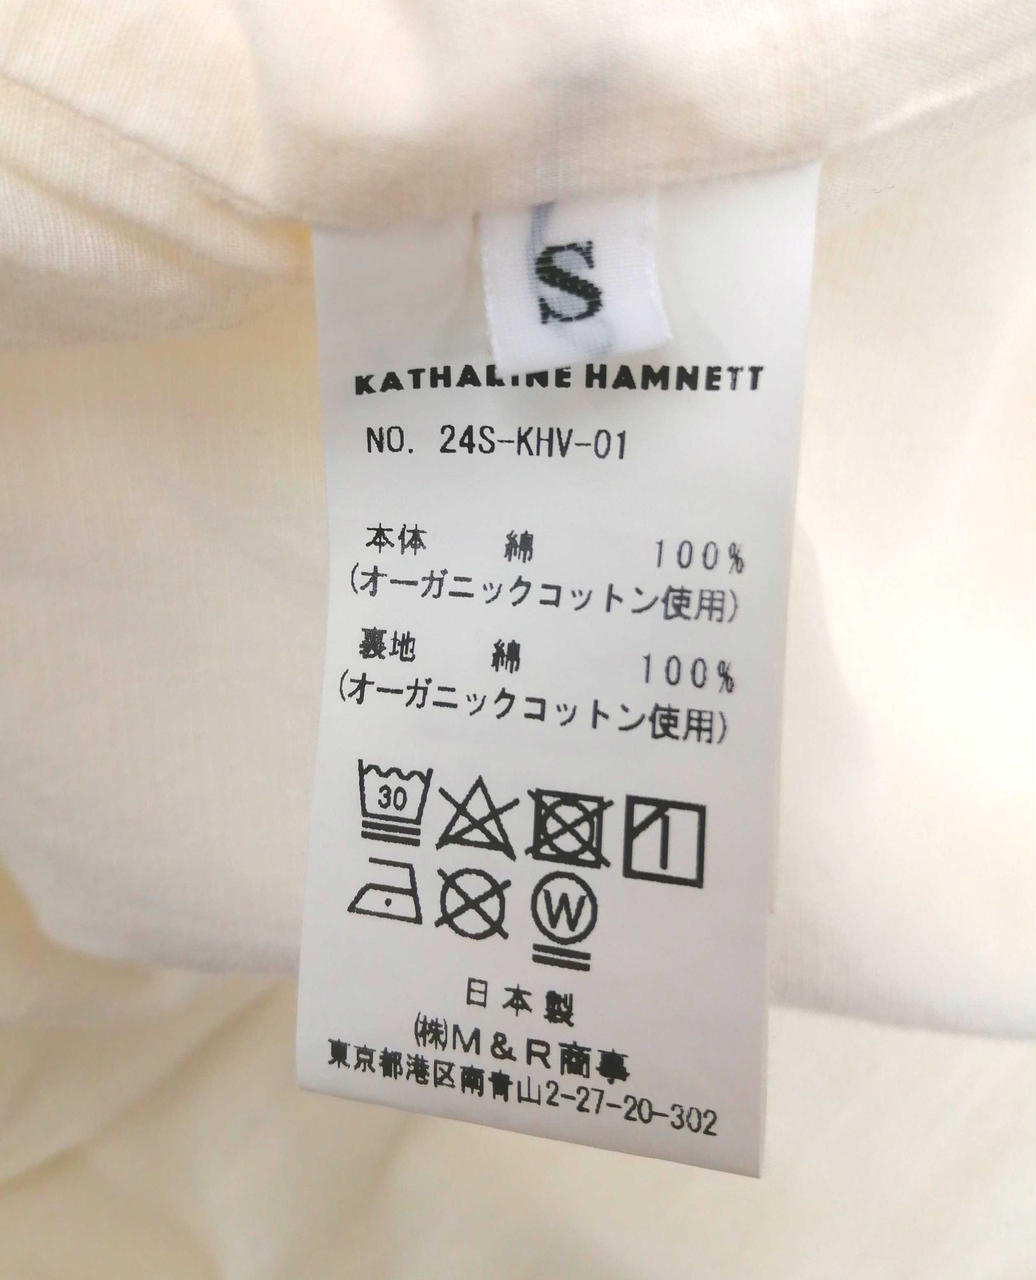 S
KATHARINE HAMNETT
NO. 24S-KHV-01
本体 綿 100%
(オーガニックコットン使用)
裏地 綿 100%
(オーガニックコットン使用)
30
W
日本製
(株)M&R商事
東京都港区南青山2-27-20-302